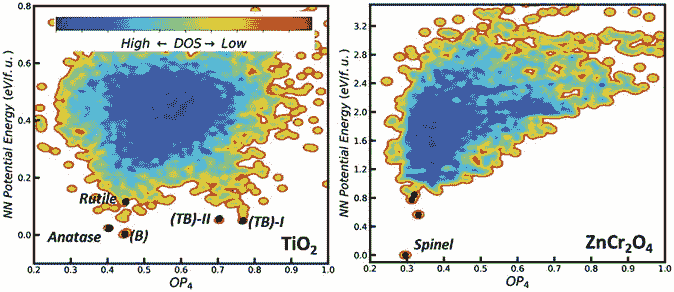 0.8
0.6
0.4
0.2
0.0
NN Potential Energy (eV/f. u.)
High ← DOS → Low
Rutile
Anatase
(B)
(TB)-II
(TB)-I
TiO2
0.2 0.3 0.4 0.5 0.6 0.7 0.8 0.9 1.0
OP4
3.2
2.4
2.0
1.6
0.8
0.4
0.0
NN Potential Energy (eV/f. u.)
Spinel
ZnCr2O4
0.2 0.3 0.4 0.5 0.6 0.7 0.8 0.9 1.0
OP4